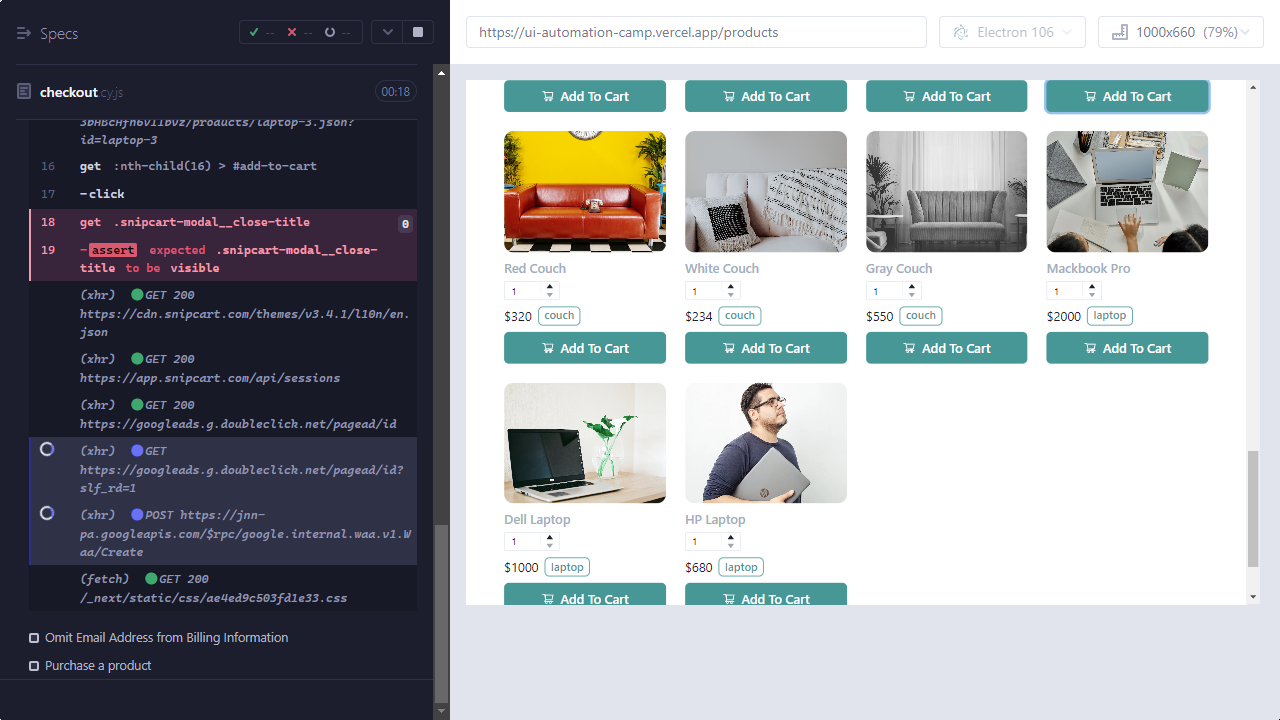 Specs
--
--
--
https://ui-automation-camp.vercel.app/products
Electron 106
1000x660 (79%)
checkout.cy.js
00:18
id=laptop-3
16 get :nth-child(16) > #add-to-cart
17 -click
18 get .snipcart-modal__close-title 0
19 -assert expected .snipcart-modal__close-
title to be visible
(xhr) GET 200
https://cdn.snipcart.com/themes/v3.4.1/l10n/en.
json
(xhr) GET 200
https://app.snipcart.com/api/sessions
(xhr) GET 200
https://googleads.g.doubleclick.net/pagead/id
(xhr) GET
https://googleads.g.doubleclick.net/pagead/id?
slf_rd=1
(xhr) POST https://jnn-
pa.googleapis.com/$rpc/google.internal.waa.v1.W
aa/Create
(fetch) GET 200
/_next/static/css/ae4ed9c503fd1e33.css
Omit Email Address from Billing Information
Purchase a product
Add To Cart
Add To Cart
Add To Cart
Add To Cart
Red Couch
1
$320 couch
Add To Cart
White Couch
1
$234 couch
Add To Cart
Gray Couch
1
$550 couch
Add To Cart
Mackbook Pro
1
$2000 laptop
Add To Cart
Dell Laptop
1
$1000 laptop
Add To Cart
HP Laptop
1
$680 laptop
Add To Cart